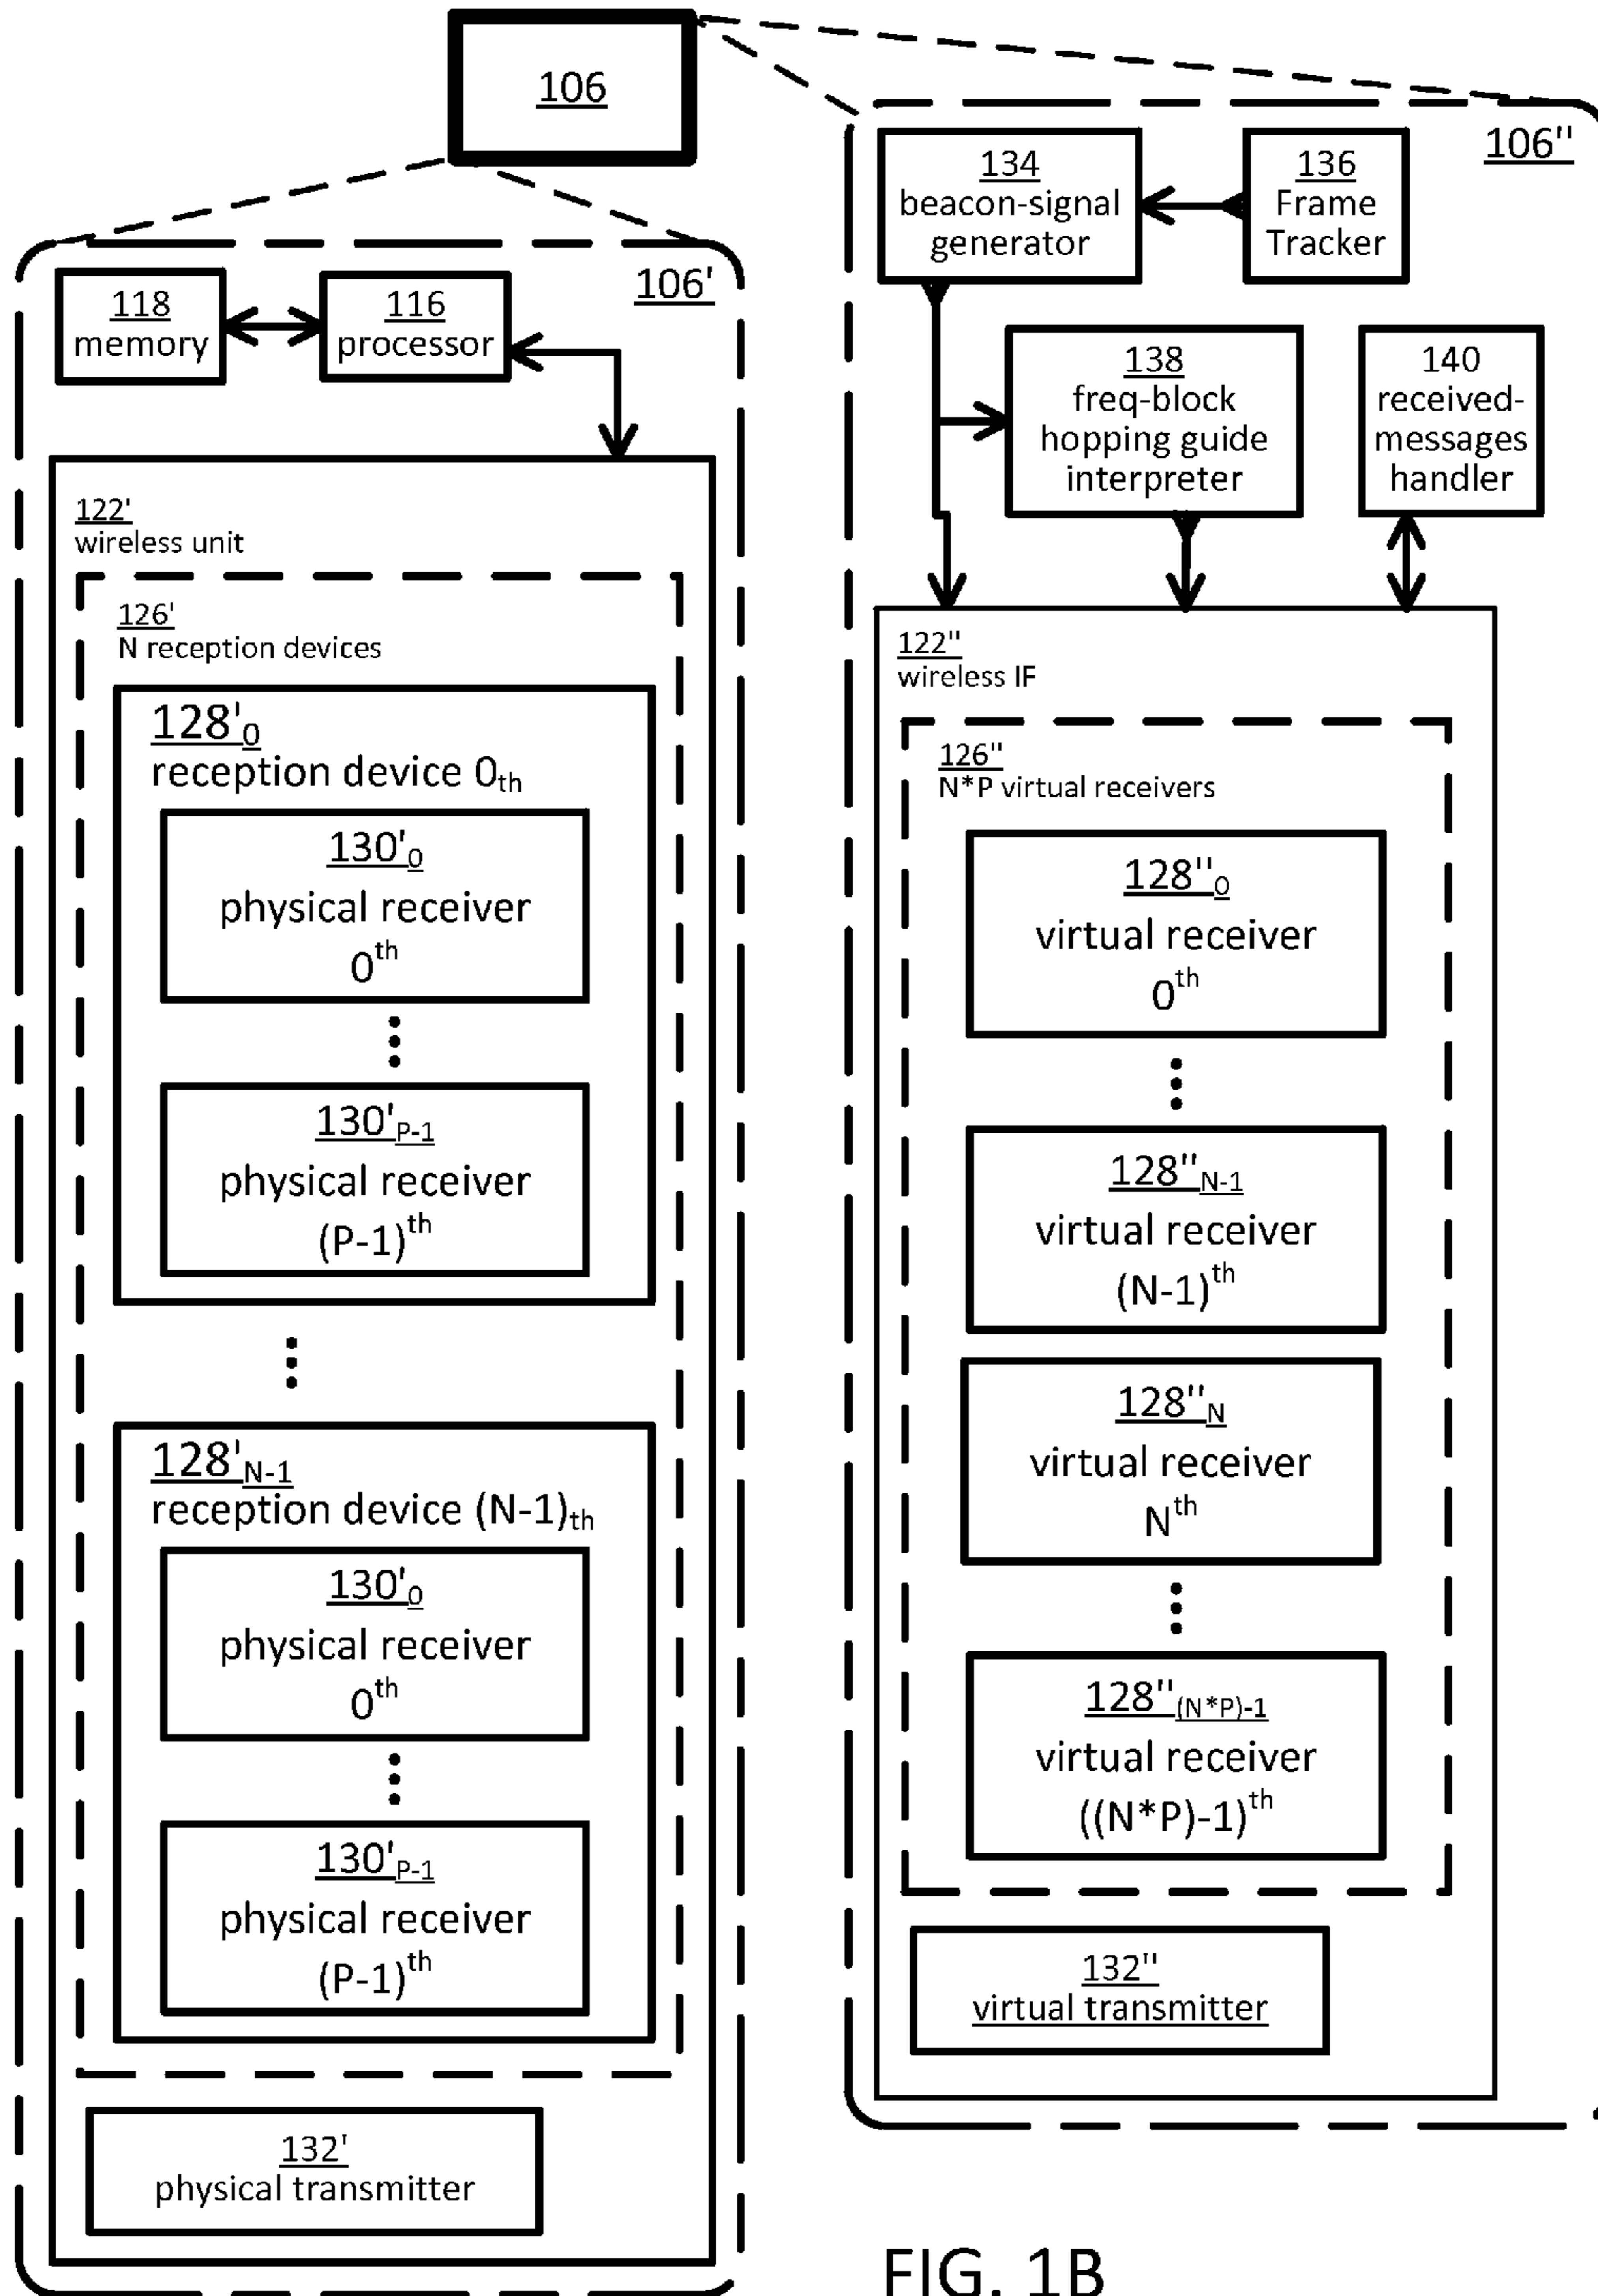 106
106'
118
memory
116
processor
122'
wireless unit
126'
N reception devices
128'0
reception device 0th
130'0
physical receiver
0th
130'P-1
physical receiver
(P-1)th
128'N-1
reception device (N-1)th
130'0
physical receiver
0th
130'P-1
physical receiver
(P-1)th
132'
physical transmitter
106"
134
beacon-signal
generator
136
Frame
Tracker
138
freq-block
hopping guide
interpreter
140
received-
messages
handler
122"
wireless IF
126"
N*P virtual receivers
128"0
virtual receiver
0th
128"N-1
virtual receiver
(N-1)th
128"N
virtual receiver
Nth
128"(N*P)-1
virtual receiver
((N*P)-1)th
132"
virtual transmitter
FIG. 1B